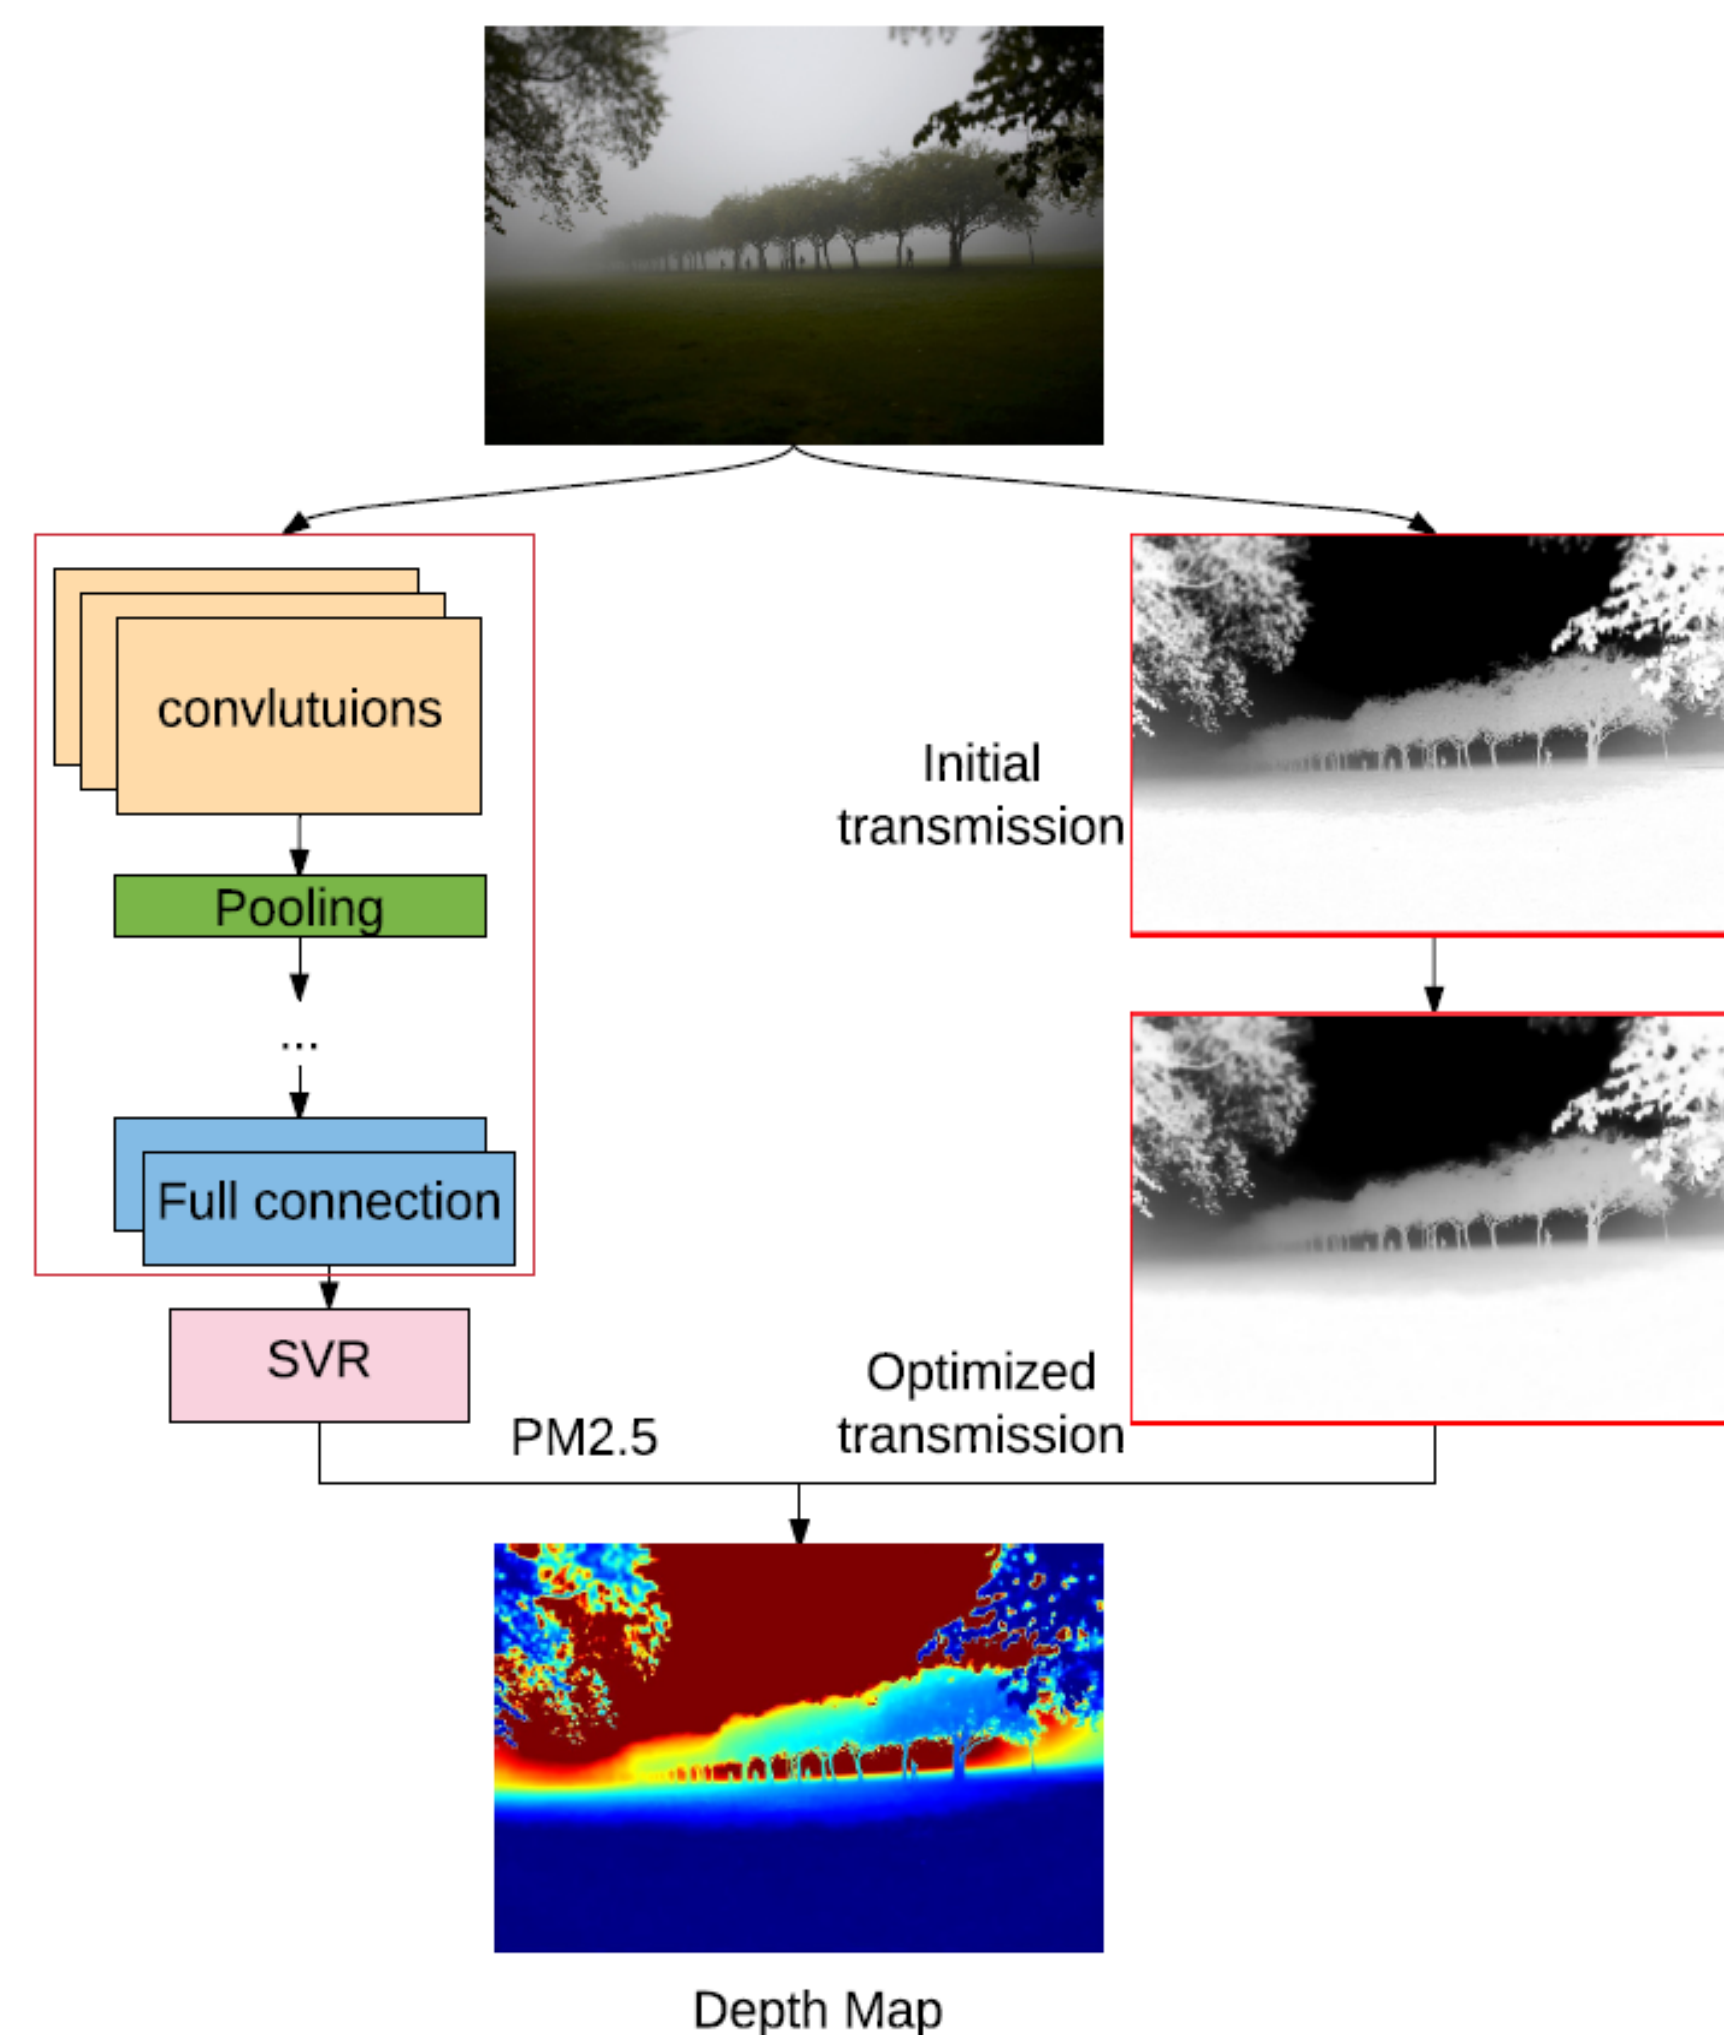 convlutuions
Pooling
...
Full connection
SVR
PM2.5
Initial
transmission
Optimized
transmission
Depth Map